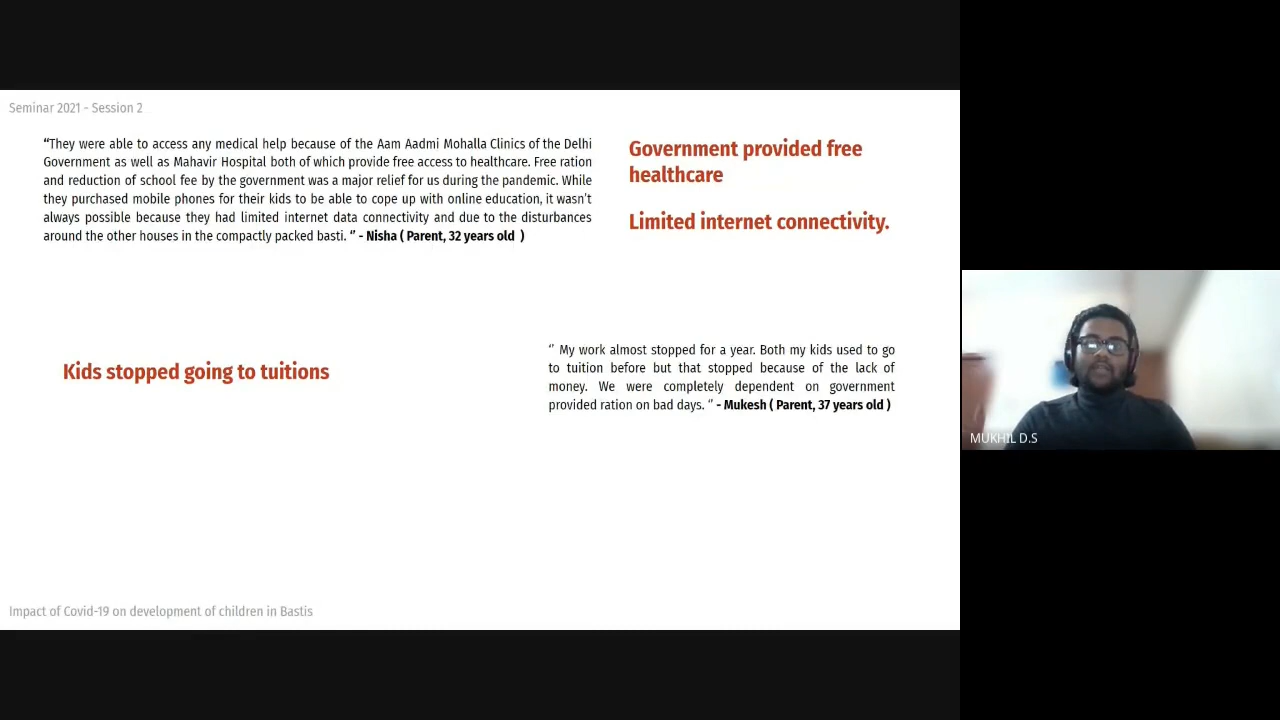 Seminar 2021 - Session 2
“They were able to access any medical help because of the Aam Aadmi Mohalla Clinics of the Delhi
Government as well as Mahavir Hospital both of which provide free access to healthcare. Free ration
and reduction of school fee by the government was a major relief for us during the pandemic. While
they purchased mobile phones for their kids to be able to cope up with online education, it wasn’t
always possible because they had limited internet data connectivity and due to the disturbances
around the other houses in the compactly packed basti. ‘’ - Nisha ( Parent, 32 years old )
Government provided free
healthcare
Limited internet connectivity.
Kids stopped going to tuitions
‘’ My work almost stopped for a year. Both my kids used to go
to tuition before but that stopped because of the lack of
money. We were completely dependent on government
provided ration on bad days. ‘’ - Mukesh ( Parent, 37 years old )
MUKHIL D.S
Impact of Covid-19 on development of children in Bastis